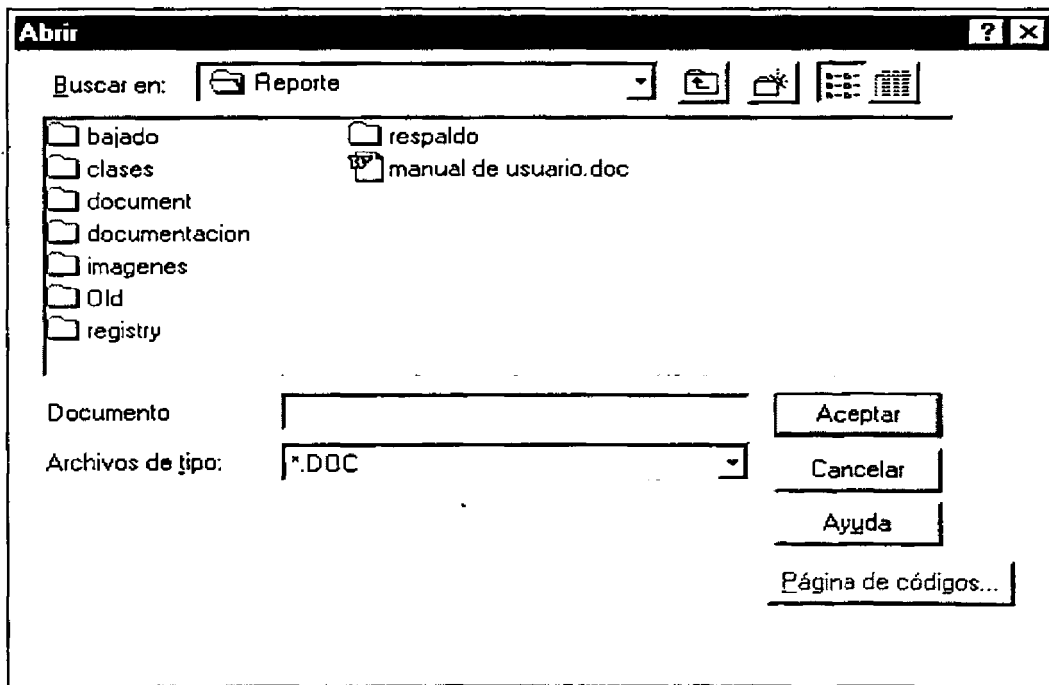 Abrir
Buscar en: Reporte
bajado
clases
document
documentacion
imagenes
Old
registry
respaldo
manual de usuario.doc
Documento
Aceptar
Archivos de tipo: *.DOC
Cancelar
Ayuda
Página de códigos...